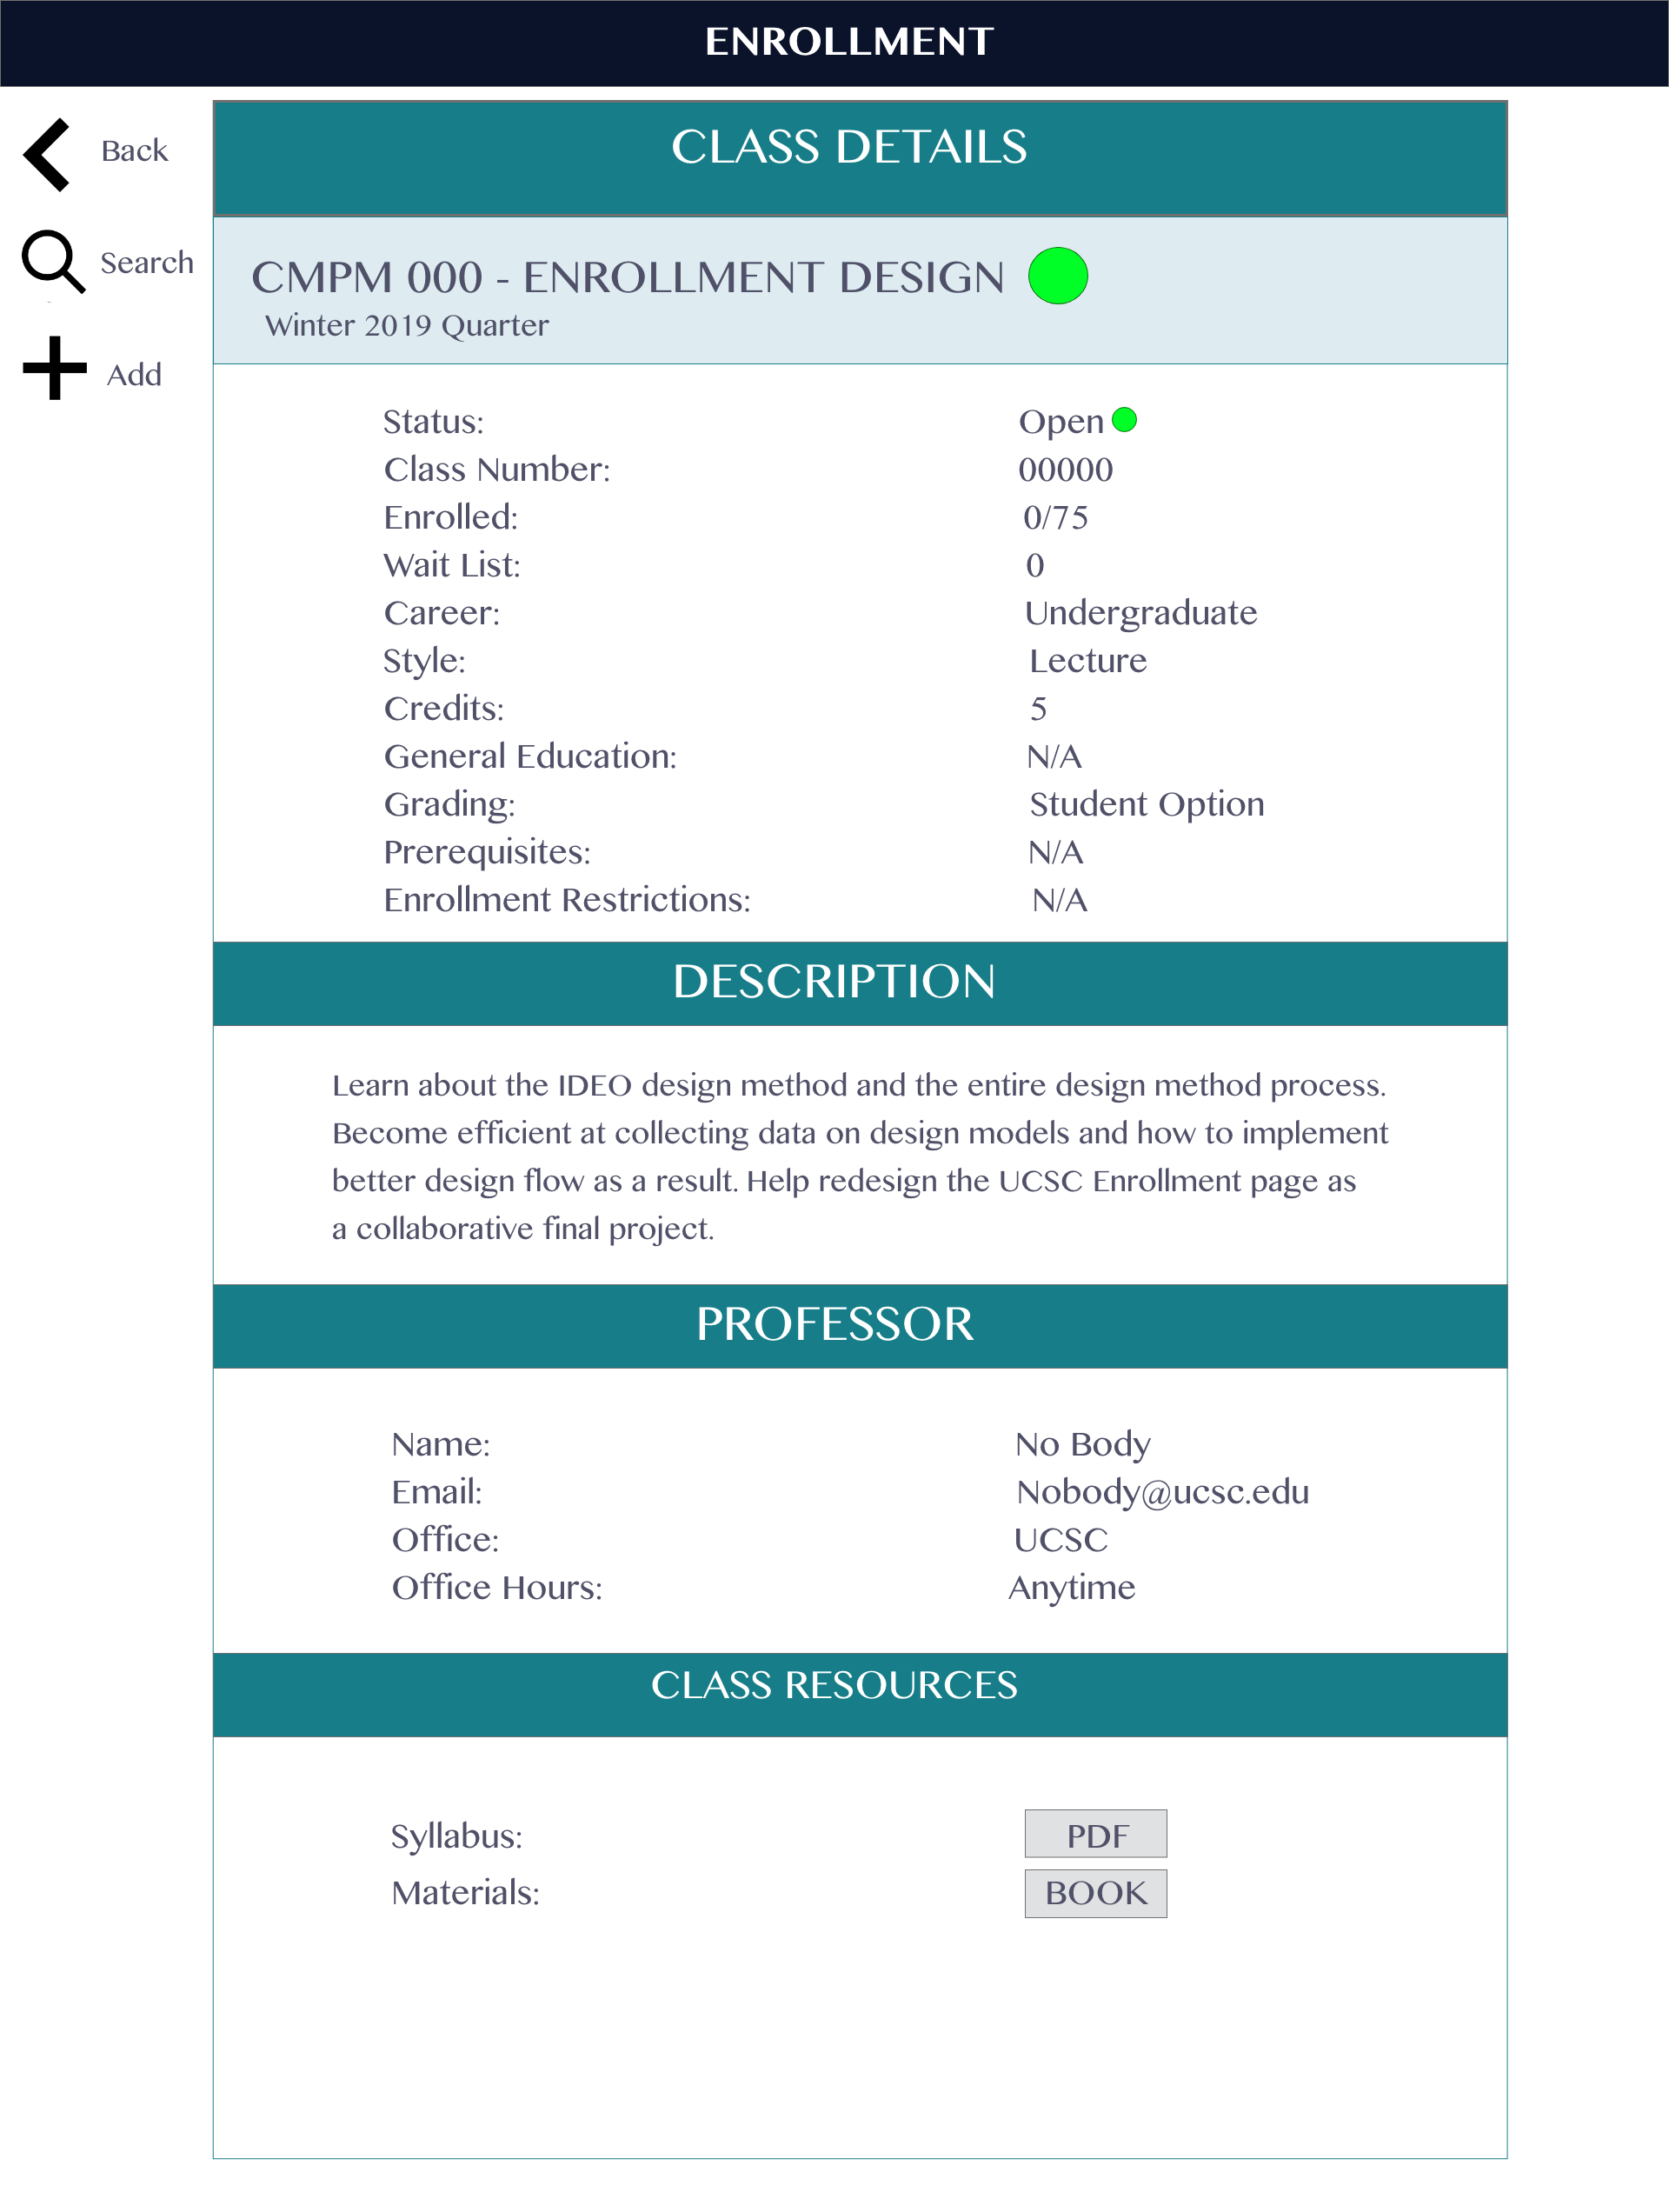 ENROLLMENT
Back
Search
Add
CLASS DETAILS
CMPM 000 - ENROLLMENT DESIGN
Winter 2019 Quarter
Status: Open
Class Number: 00000
Enrolled: 0/75
Wait List: 0
Career: Undergraduate
Style: Lecture
Credits: 5
General Education: N/A
Grading: Student Option
Prerequisites: N/A
Enrollment Restrictions: N/A
DESCRIPTION
Learn about the IDEO design method and the entire design method process.
Become efficient at collecting data on design models and how to implement
better design flow as a result. Help redesign the UCSC Enrollment page as
a collaborative final project.
PROFESSOR
Name: No Body
Email: Nobody@ucsc.edu
Office: UCSC
Office Hours: Anytime
CLASS RESOURCES
Syllabus: PDF
Materials: BOOK